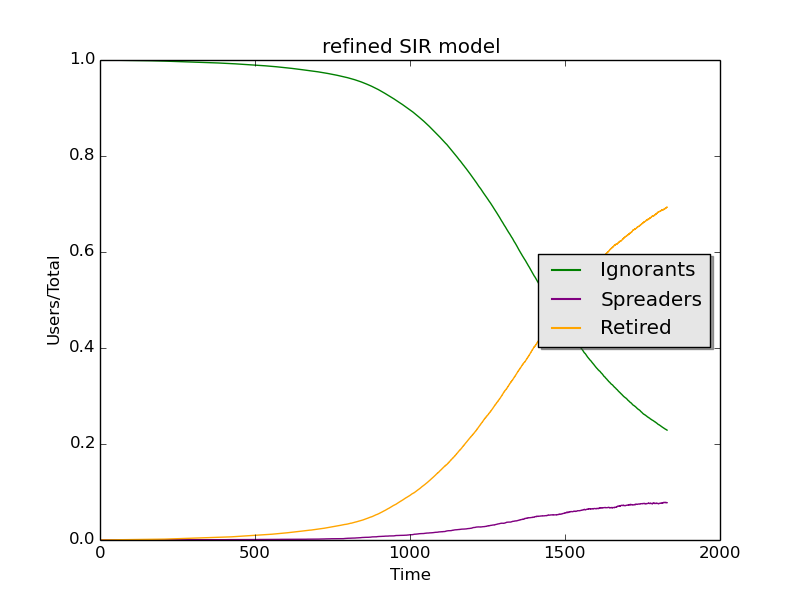 refined SIR model
1.0
0.8
0.6
0.4
0.2
0.0
Users/Total
Ignorants
Spreaders
Retired
0 500 1000 1500 2000
Time